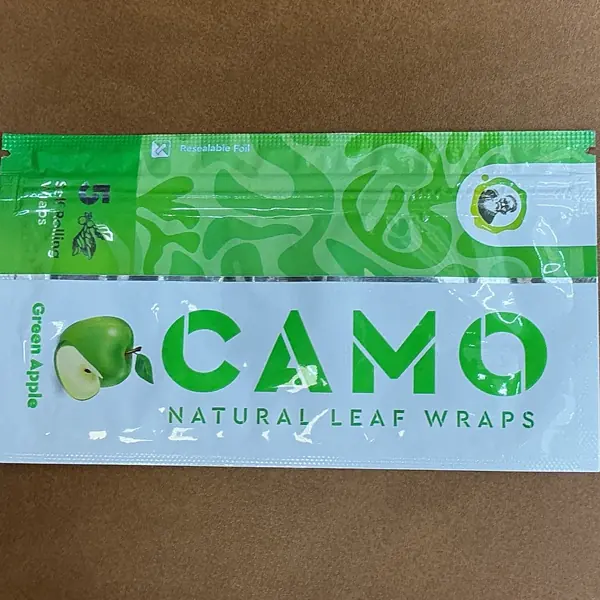 Resealable Foil
5
Self Rolling
Wraps
Green Apple
CAMO
NATURAL LEAF WRAPS